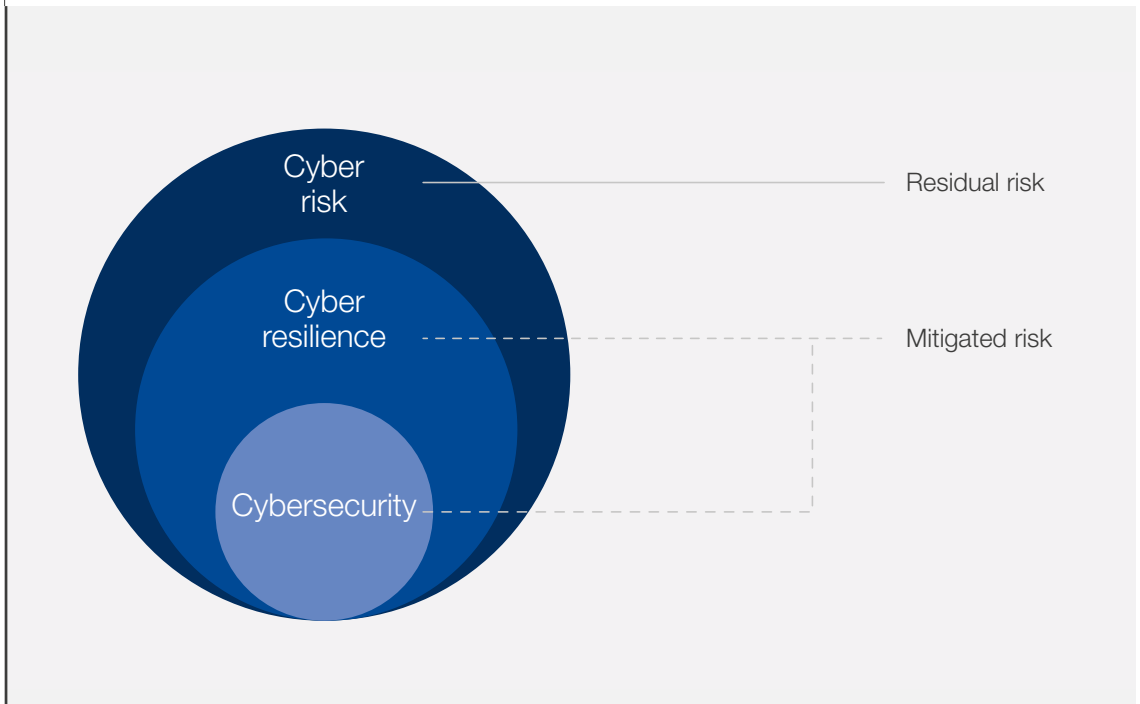 Cyber
risk
Residual risk
Cyber
resilience
Mitigated risk
Cybersecurity